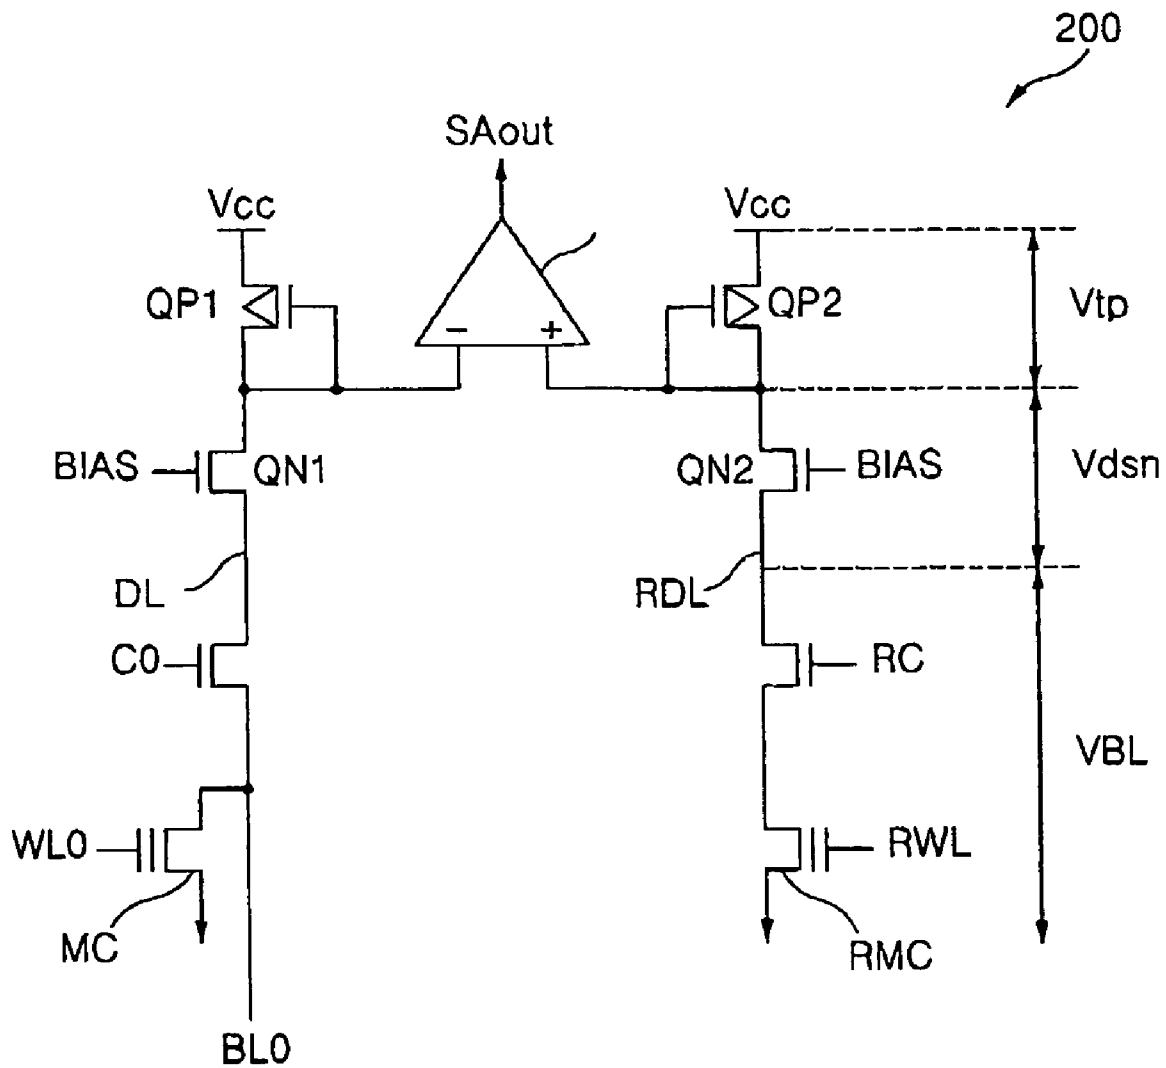 200
SAout
Vcc
Vcc
QP1
− +
QP2
Vtp
BIAS
QN1
QN2
BIAS
Vdsn
DL
RDL
C0
RC
VBL
WL0
RWL
MC
RMC
BL0